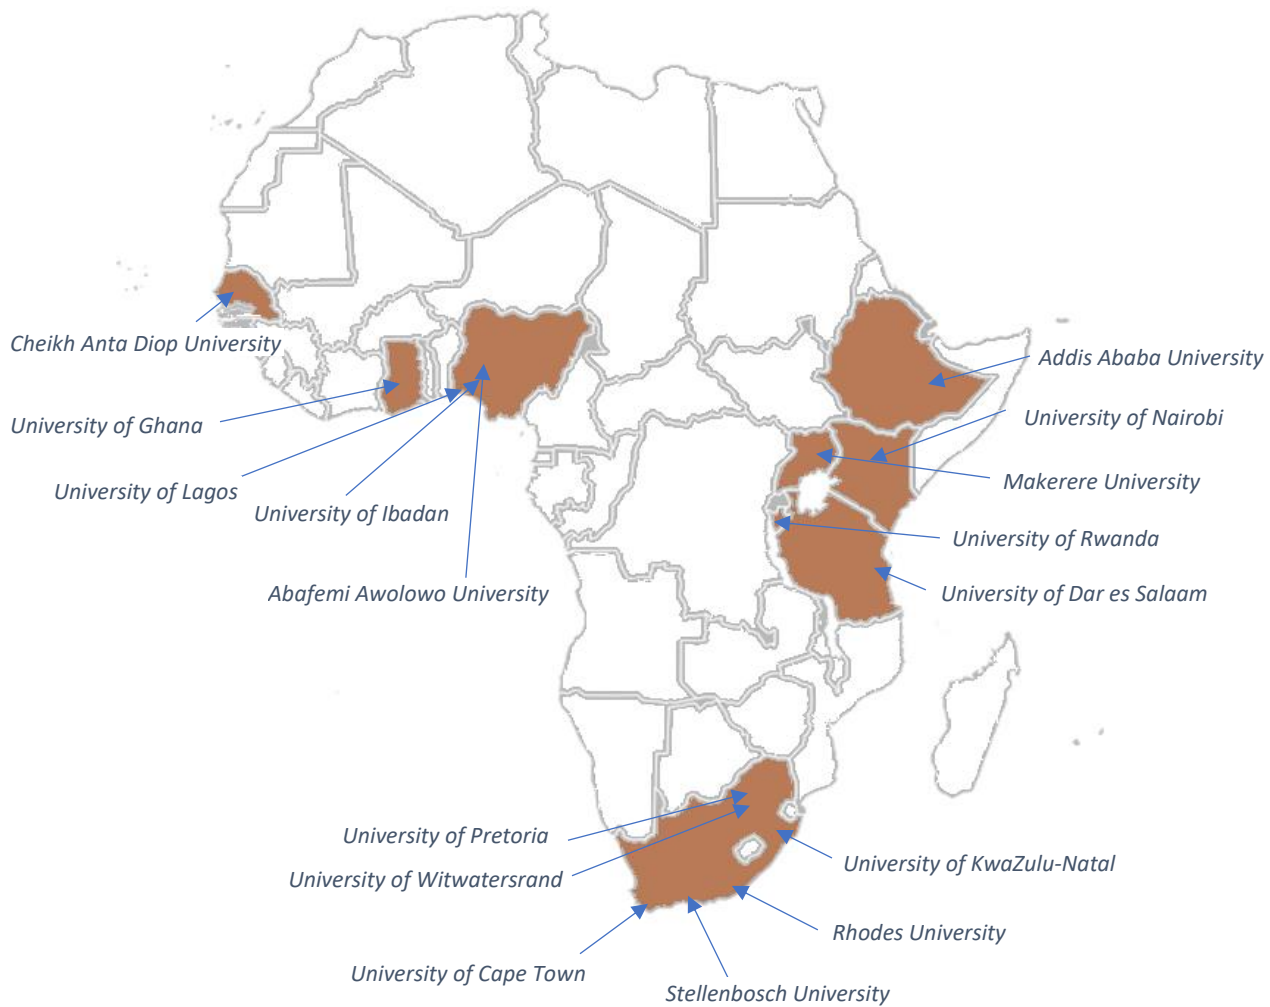 Cheikh Anta Diop University
Addis Ababa University
University of Ghana
University of Nairobi
University of Lagos
Makerere University
University of Ibadan
University of Rwanda
Abafemi Awolowo University
University of Dar es Salaam
University of Pretoria
University of KwaZulu-Natal
University of Witwatersrand
Rhodes University
University of Cape Town
Stellenbosch University